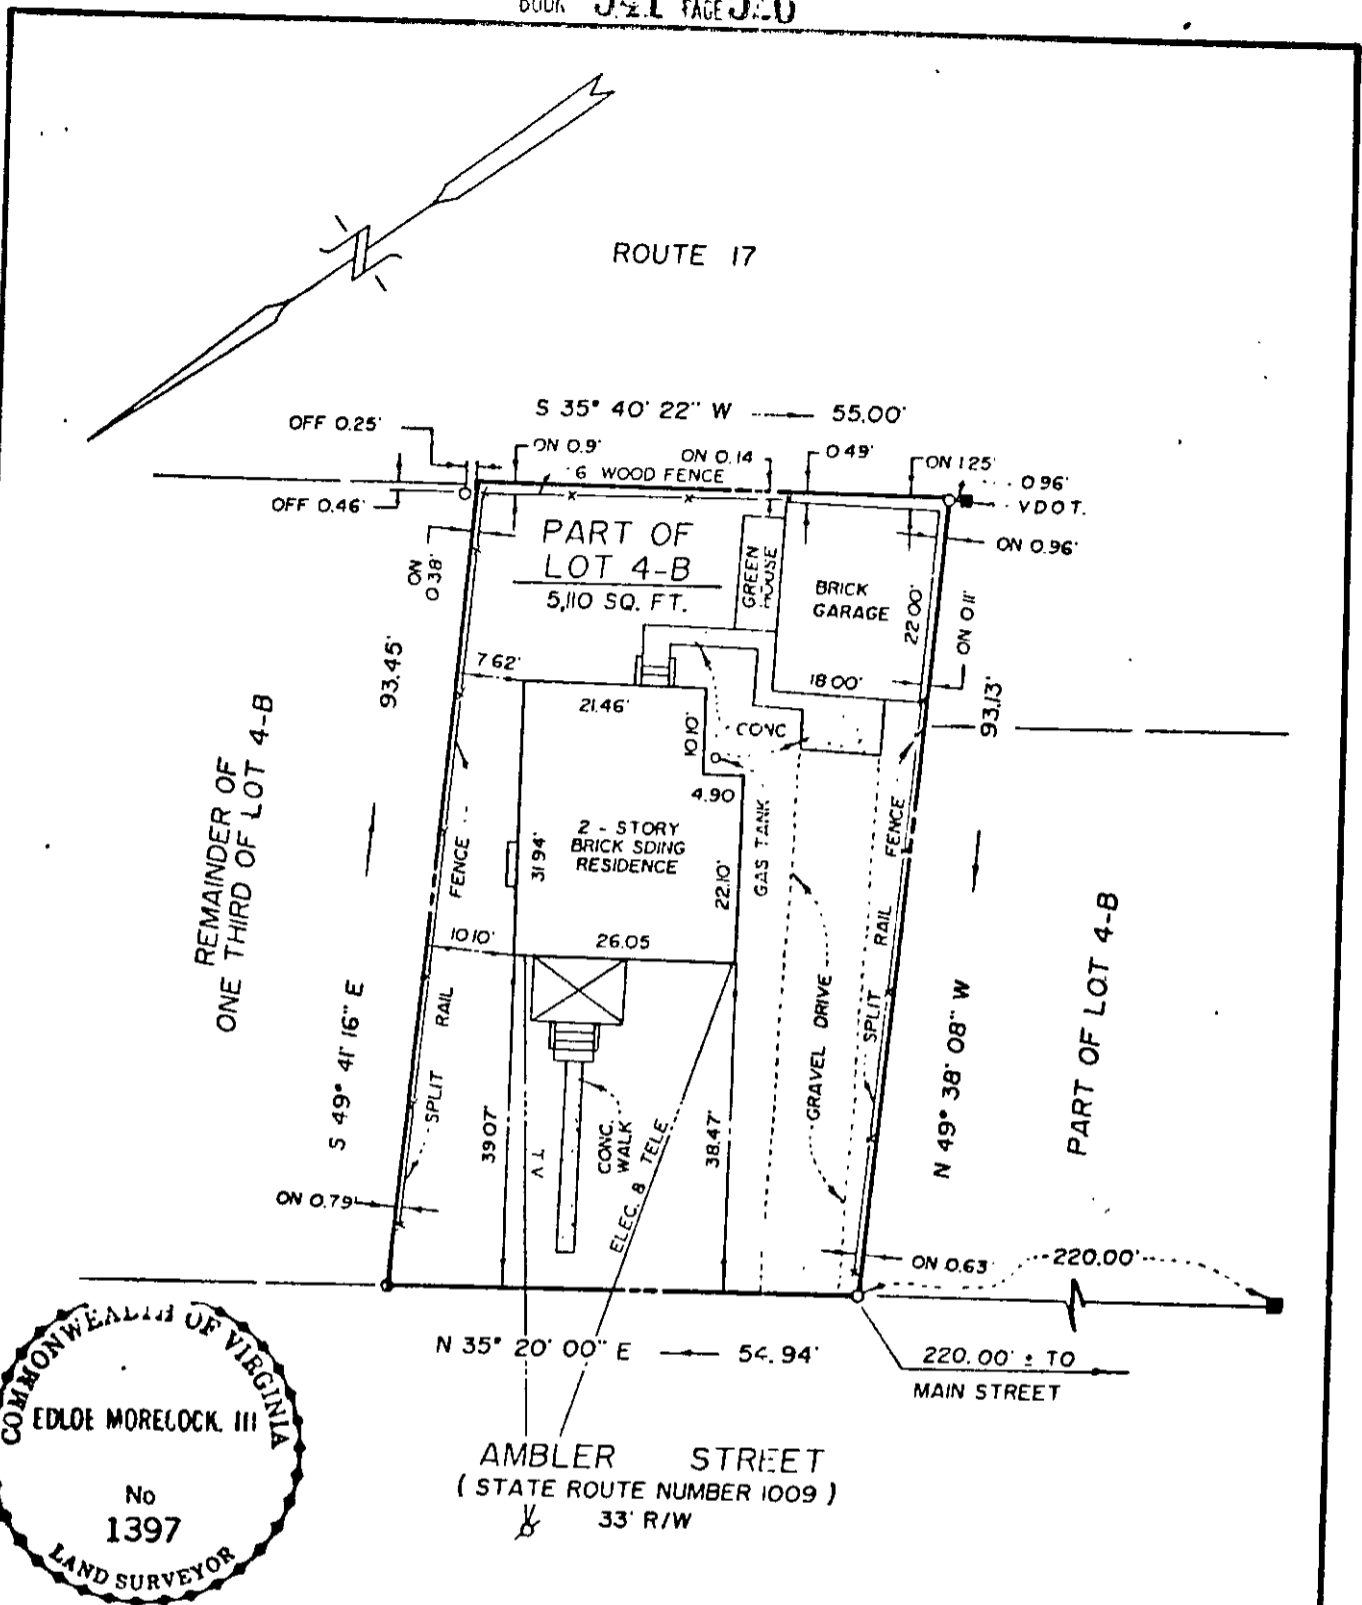 BOOK PAGE
ROUTE 17
S 35° 40' 22" W 55.00'
OFF 0.25'
ON 0.9'
ON 0.14
0 49'
ON 1 25'
0 96'
VDOT.
6 WOOD FENCE
OFF 0.46'
ON 0.96'
PART OF
LOT 4-B
5,110 SQ. FT.
ON
0 38'
GREEN
HOUSE
BRICK
GARAGE
22 00'
ON 0 11'
93.45'
7 62'
18 00'
93.13'
21.46'
10 10'
CONC
4.90
REMAINDER OF
ONE THIRD OF LOT 4-B
2 - STORY
BRICK SDING
RESIDENCE
31 94'
22.10'
GAS TANK
FENCE
FENCE
10 10'
26.05
RAIL
RAIL
SPLIT
SPLIT
S 49° 41' 16" E
GRAVEL DRIVE
N 49° 38' 08" W
PART OF LOT 4-B
39 07'
T V
CONC.
WALK
ELEC. 8 TELE
38.47'
ON 0.79
ON 0.63
220.00'
N 35° 20' 00" E 54.94'
220.00' ± TO
MAIN STREET
COMMONWEALTH OF VIRGINIA
EDLOE MORECOCK. III
No
1397
LAND SURVEYOR
AMBLER STREET
( STATE ROUTE NUMBER 1009 )
33' R/W